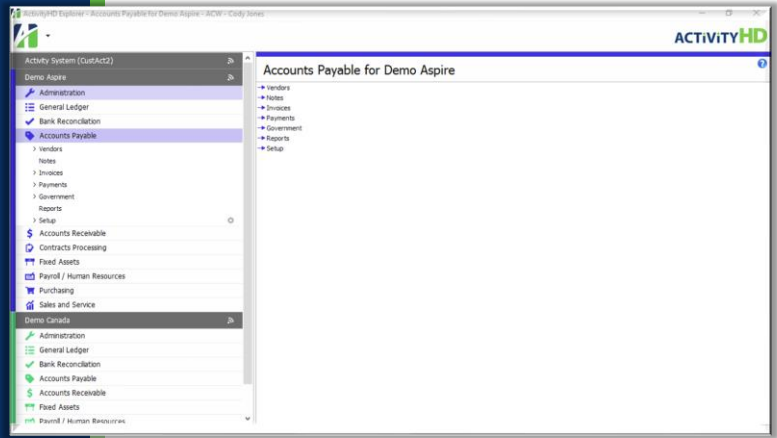 ActivityHD Explorer - Accounts Payable for Demo Aspire - ACW - Cody Jones
ACTiViTYHD
Activity System (CustAct2)
Demo Aspire
Administration
General Ledger
Bank Reconciliation
Accounts Payable
Vendors
Notes
Invoices
Payments
Government
Reports
Setup
Accounts Receivable
Contracts Processing
Fixed Assets
Payroll / Human Resources
Purchasing
Sales and Service
Demo Canada
Administration
General Ledger
Bank Reconciliation
Accounts Payable
Accounts Receivable
Fixed Assets
Payroll / Human Resources
Accounts Payable for Demo Aspire
Vendors
Notes
Invoices
Payments
Government
Reports
Setup